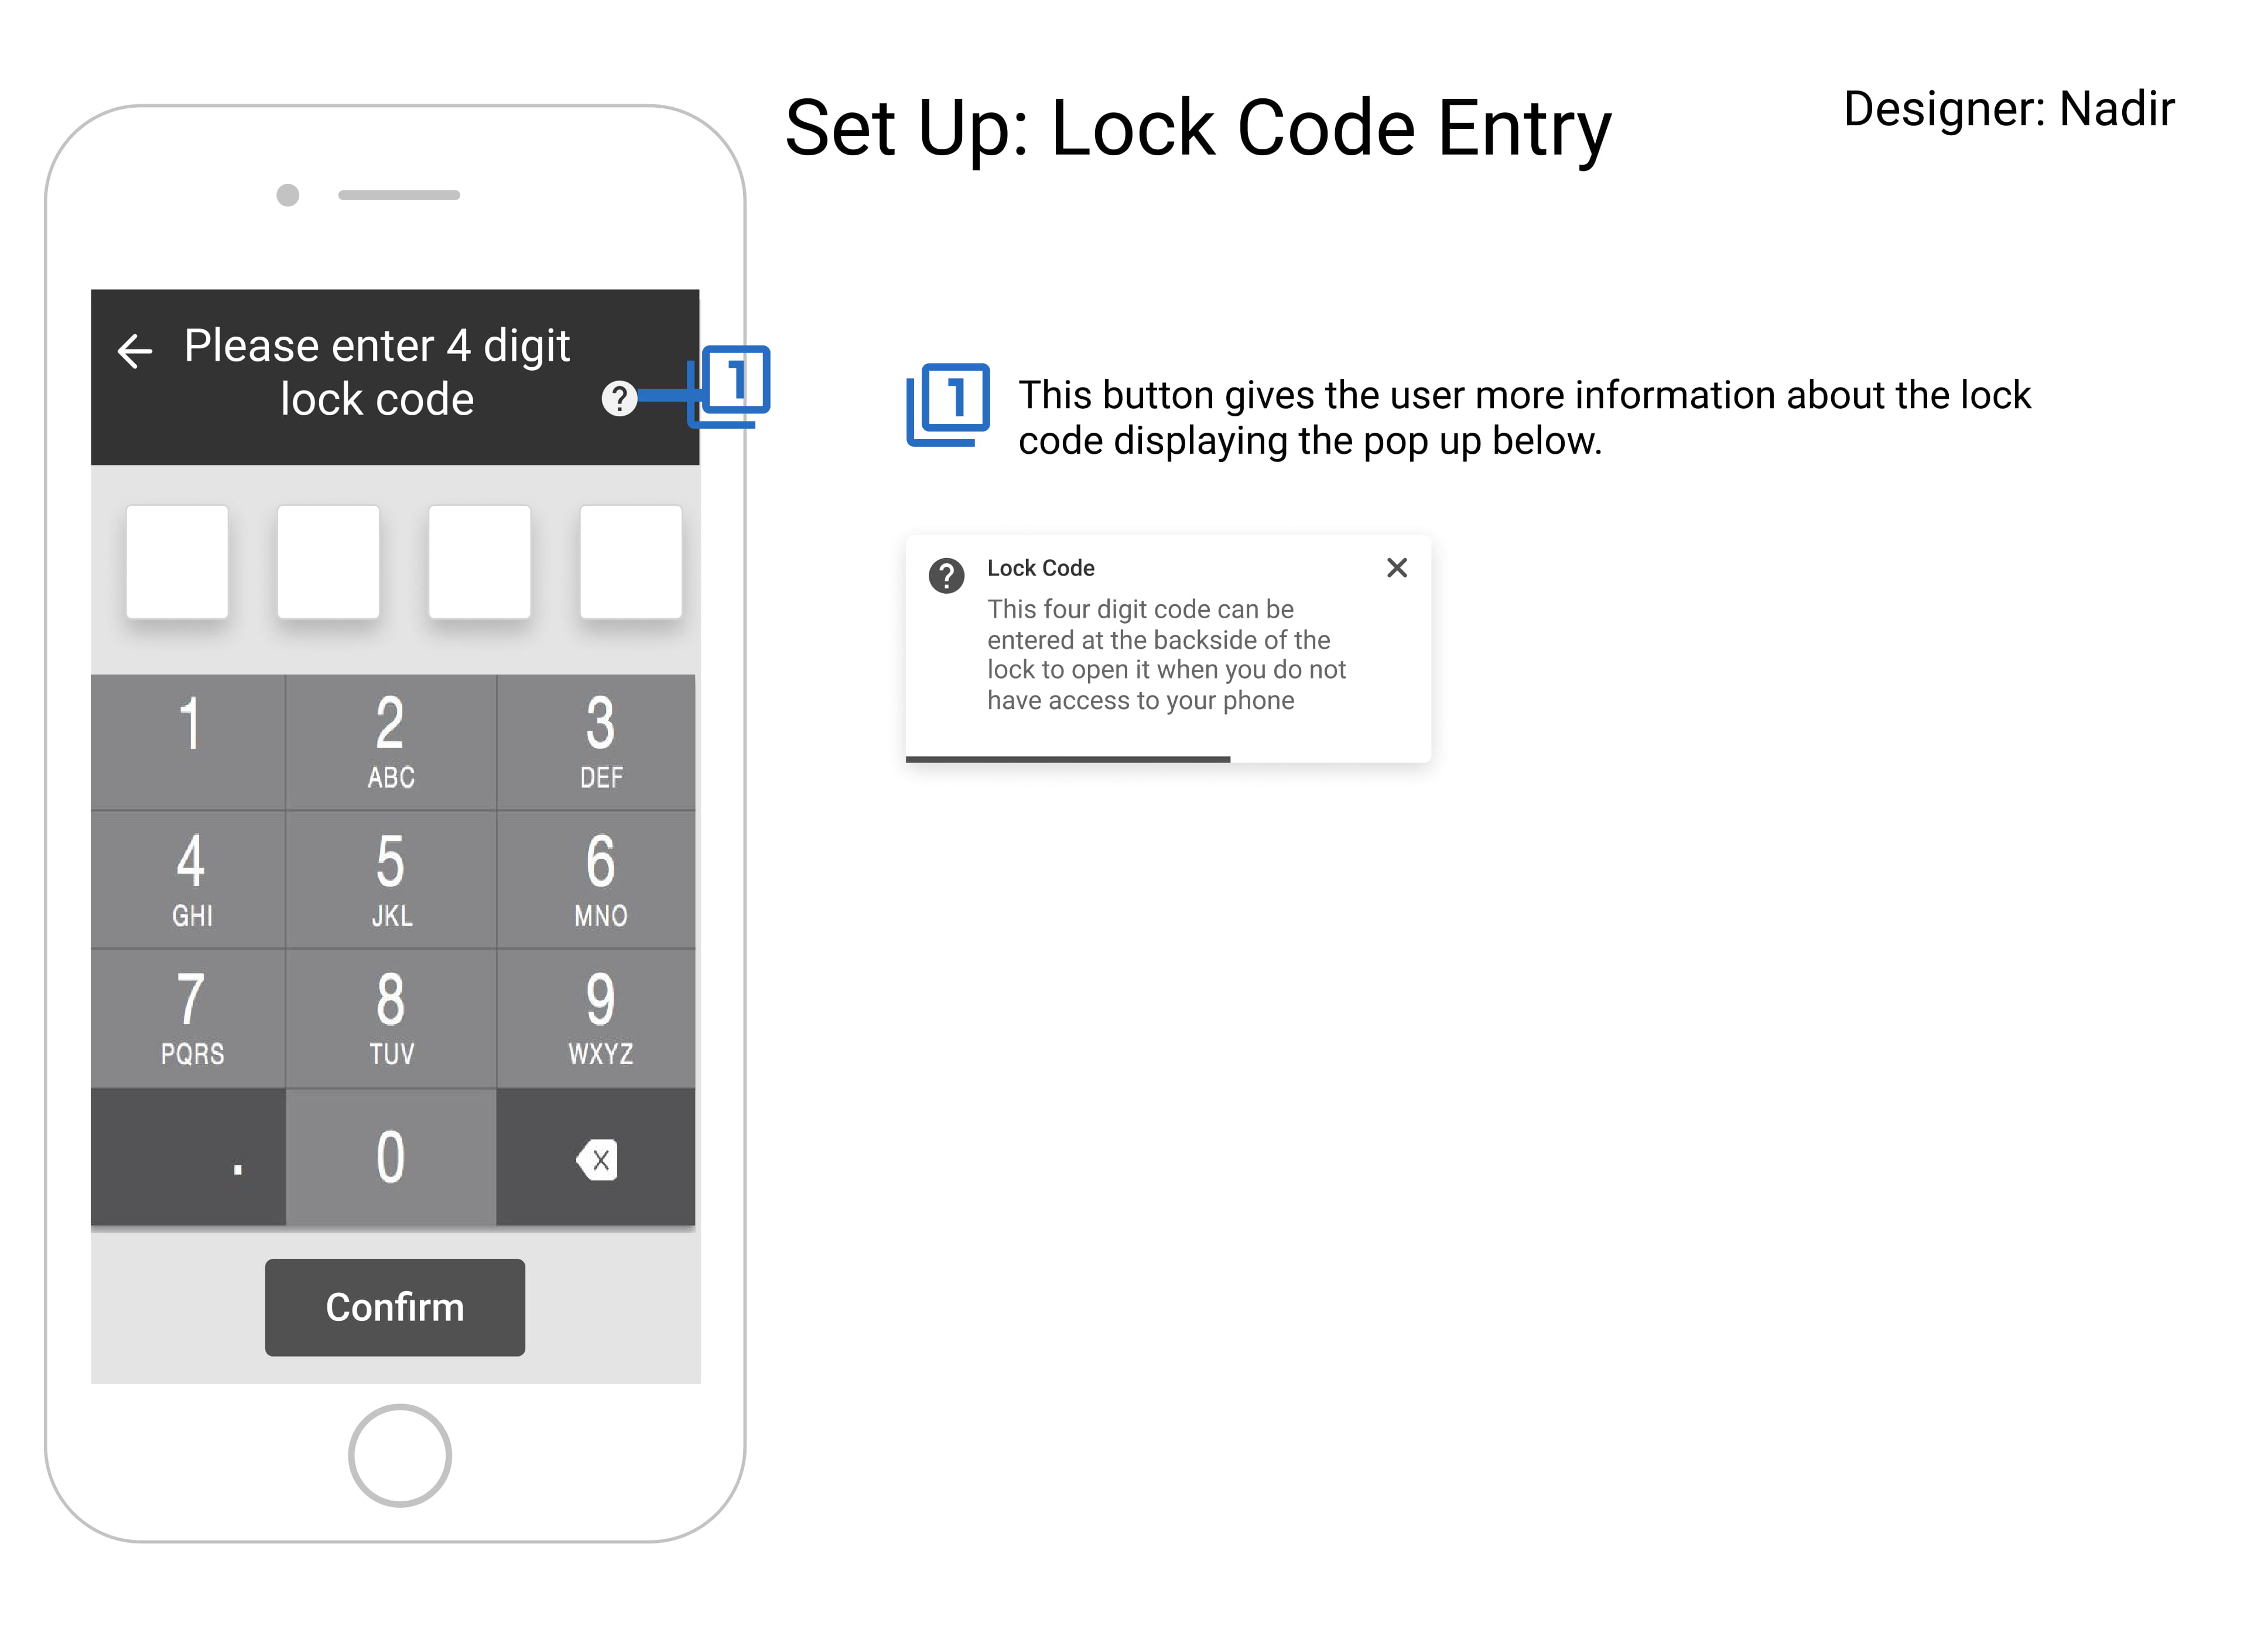 Set Up: Lock Code Entry
Designer: Nadir
Please enter 4 digit
lock code
?
1
1
This button gives the user more information about the lock
code displaying the pop up below.
?
Lock Code
This four digit code can be
entered at the backside of the
lock to open it when you do not
have access to your phone
1 2 3
ABC DEF
4 5 6
GHI JKL MNO
7 8 9
PQRS TUV WXYZ
. 0
Confirm